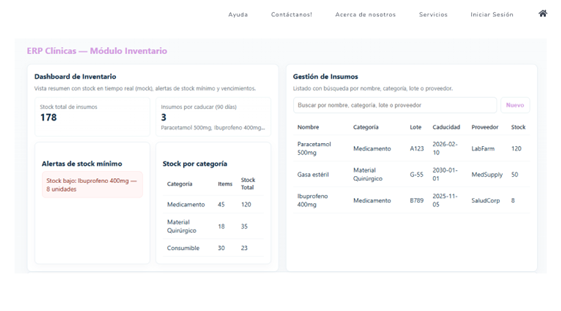 Ayuda Contáctanos! Acerca de nosotros Servicios Iniciar Sesión
ERP Clínicas — Módulo Inventario
Dashboard de Inventario
Vista resumen con stock en tiempo real (mock), alertas de stock mínimo y vencimientos.
Stock total de insumos
178
Insumos por caducar (90 días)
3
Paracetamol 500mg, Ibuprofeno 400mg...
Alertas de stock mínimo
Stock bajo: Ibuprofeno 400mg —
8 unidades
Stock por categoría
Categoría Items Stock
Total
Medicamento 45 120
Material
Quirúrgico 18 35
Consumible 30 23
Gestión de Insumos
Listado con búsqueda por nombre, categoría, lote o proveedor.
Buscar por nombre, categoría, lote o proveedor Nuevo
Nombre Categoría Lote Caducidad Proveedor Stock
Paracetamol
500mg Medicamento A123 2026-02-
10 LabFarm 120
Gasa estéril Material
Quirúrgico G-55 2030-01-
01 MedSupply 50
Ibuprofeno
400mg Medicamento B789 2025-11-
05 SaludCorp 8